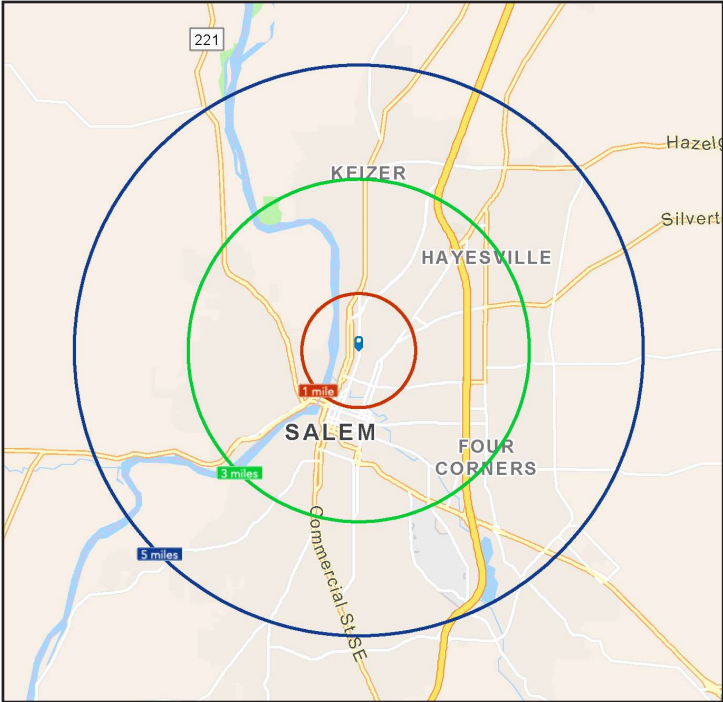 221
Hazelg
KEIZER
Silvert
HAYESVILLE
1 mile
SALEM
FOUR
CORNERS
3 miles
Commercial St SE
5 miles